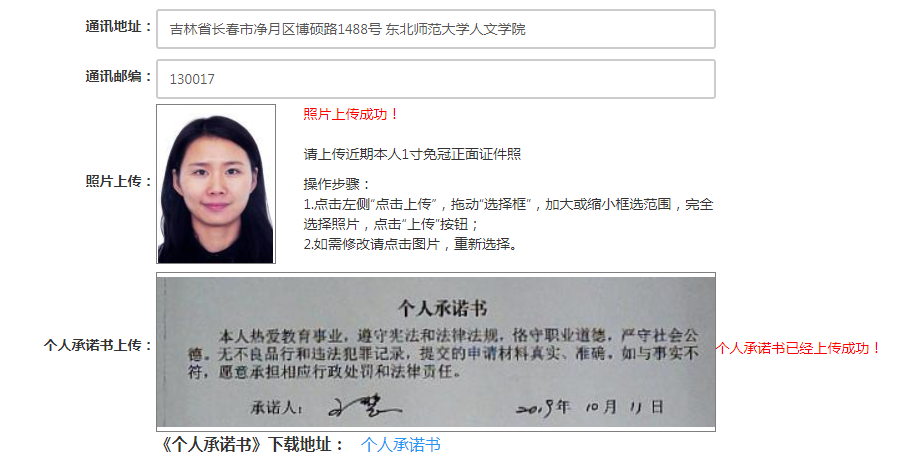 通讯地址：
吉林省长春市净月区博硕路1488号 东北师范大学人文学院
通讯邮编：
130017
照片上传：
照片上传成功！
请上传近期本人1寸免冠正面证件照
操作步骤：
1.点击左侧“点击上传”，拖动“选择框”，加大或缩小框选范围，完全
选择照片，点击“上传”按钮；
2.如需修改请点击图片，重新选择。
个人承诺书上传：
个人承诺书
本人热爱教育事业，遵守宪法和法律法规，恪守职业道德，严守社会公
德。无不良品行和违法犯罪记录，提交的申请材料真实、准确。如与事实不
符，愿意承担相应行政处罚和法律责任。
承诺人：
2019年 10月 11日
个人承诺书已经上传成功！
《个人承诺书》下载地址： 个人承诺书